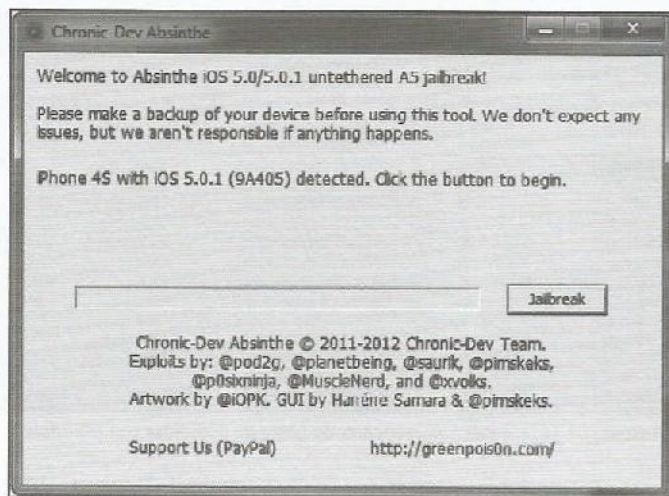 Chronic-Dev Absinthe
Welcome to Absinthe iOS 5.0/5.0.1 untethered A5 jailbreak!
Please make a backup of your device before using this tool. We don't expect any
issues, but we aren't responsible if anything happens.
Phone 4S with iOS 5.0.1 (9A405) detected. Click the button to begin.
Jailbreak
Chronic-Dev Absinthe © 2011-2012 Chronic-Dev Team.
Exploits by: @pod2g, @planetbeing, @saurik, @pimskeks,
@p0sixninja, @MuscleNerd, and @xvolks.
Artwork by @iOPK. GUI by Hanéne Samara & @pimskeks.
Support Us (PayPal) http://greenpois0n.com/